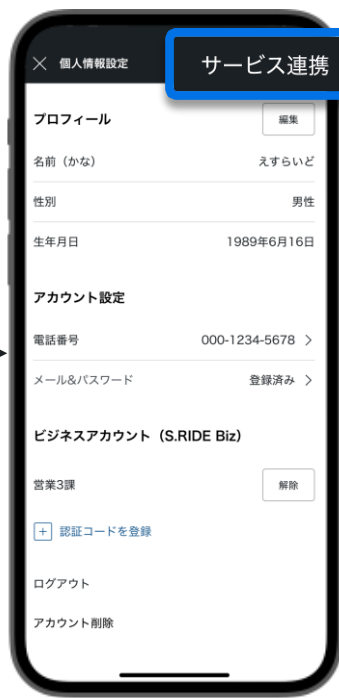 × 個人情報設定 サービス連携
プロフィール 編集
名前（かな） えすらいど
性別 男性
生年月日 1989年6月16日
アカウント設定
電話番号 000-1234-5678 >
メール&パスワード 登録済み >
ビジネスアカウント（S.RIDE Biz）
営業3課 解除
+ 認証コードを登録
ログアウト
アカウント削除